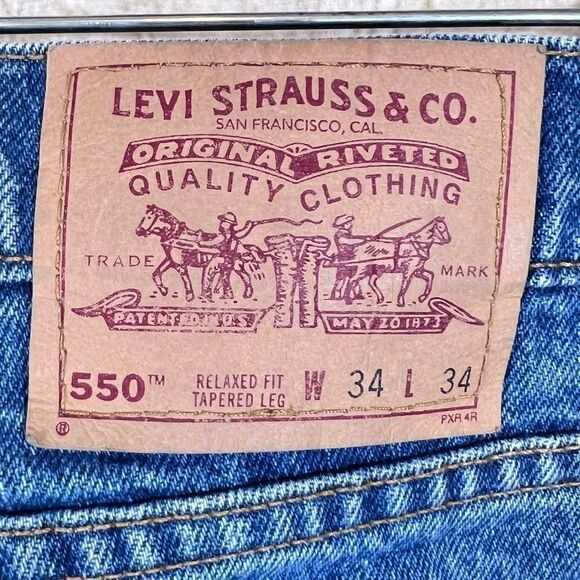 LEVI STRAUSS & CO.
SAN FRANCISCO, CAL.
ORIGINAL RIVETED
QUALITY CLOTHING
TRADE MARK
PATENTED IN U.S. MAY 20 1873
550™ RELAXED FIT W 34 L 34
TAPERED LEG
® PXR 4R